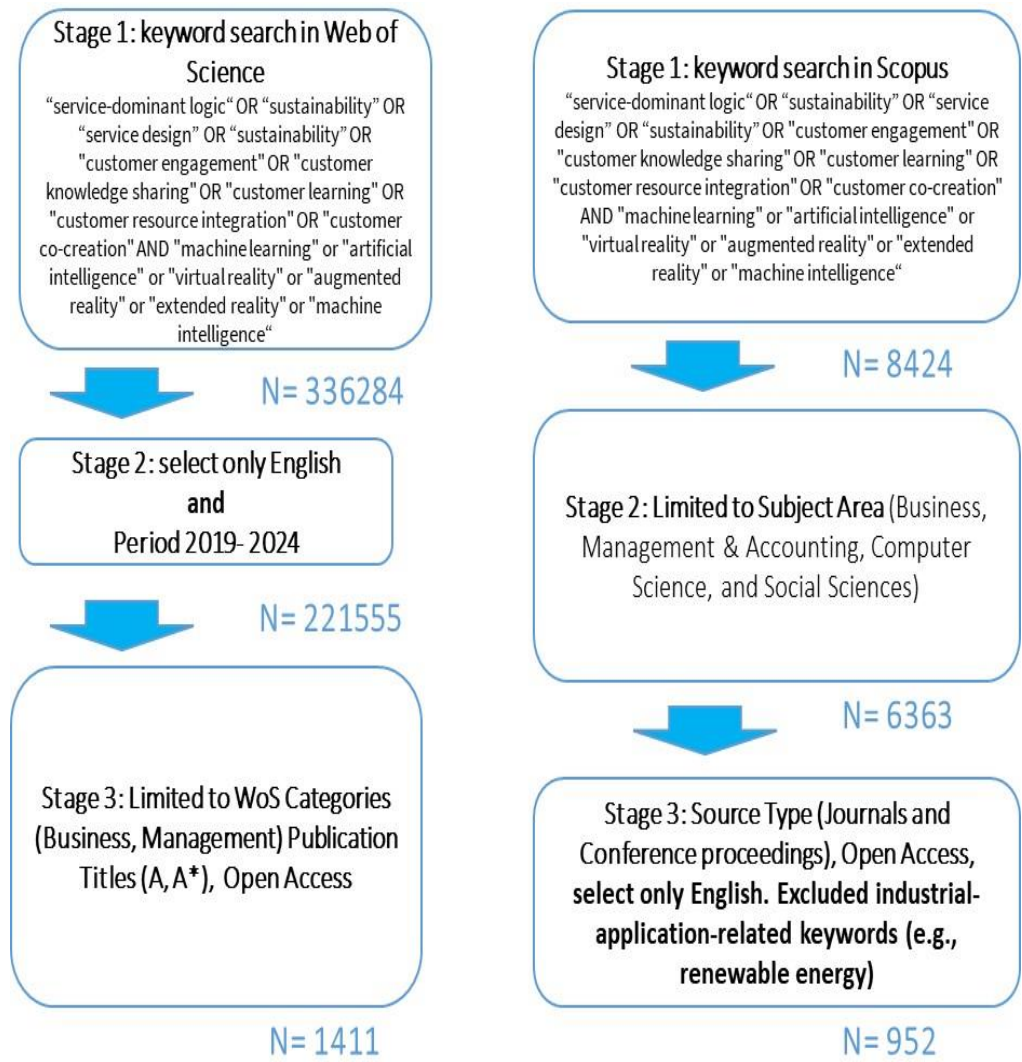 Stage 1: keyword search in Web of
Science
“service-dominant logic“ OR “sustainability” OR
“service design” OR “sustainability” OR
"customer engagement" OR "customer
knowledge sharing" OR "customer learning" OR
"customer resource integration" OR "customer
co-creation" AND "machine learning" or "artificial
intelligence" or "virtual reality" or "augmented
reality" or "extended reality" or "machine
intelligence“
N= 336284
Stage 2: select only English
and
Period 2019- 2024
N= 221555
Stage 3: Limited to WoS Categories
(Business, Management) Publication
Titles (A, A*), Open Access
N= 1411
Stage 1: keyword search in Scopus
“service-dominant logic“ OR “sustainability” OR “service
design” OR “sustainability” OR "customer engagement" OR
"customer knowledge sharing" OR "customer learning" OR
"customer resource integration" OR "customer co-creation"
AND "machine learning" or "artificial intelligence" or
"virtual reality" or "augmented reality" or "extended
reality" or "machine intelligence“
N= 8424
Stage 2: Limited to Subject Area (Business,
Management & Accounting, Computer
Science, and Social Sciences)
N= 6363
Stage 3: Source Type (Journals and
Conference proceedings), Open Access,
select only English. Excluded industrial-
application-related keywords (e.g.,
renewable energy)
N= 952